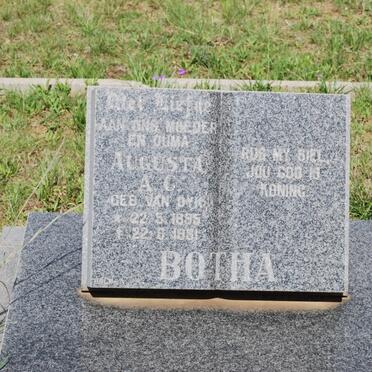 Met liefde
AAN ONS MOEDER
EN OUMA
AUGUSTA
A. C.
GEB. VAN DYK
* 22.5.1895
† 22.6.1981
RUS MY SIEL,
JOU GOD IS
KONING
BOTHA